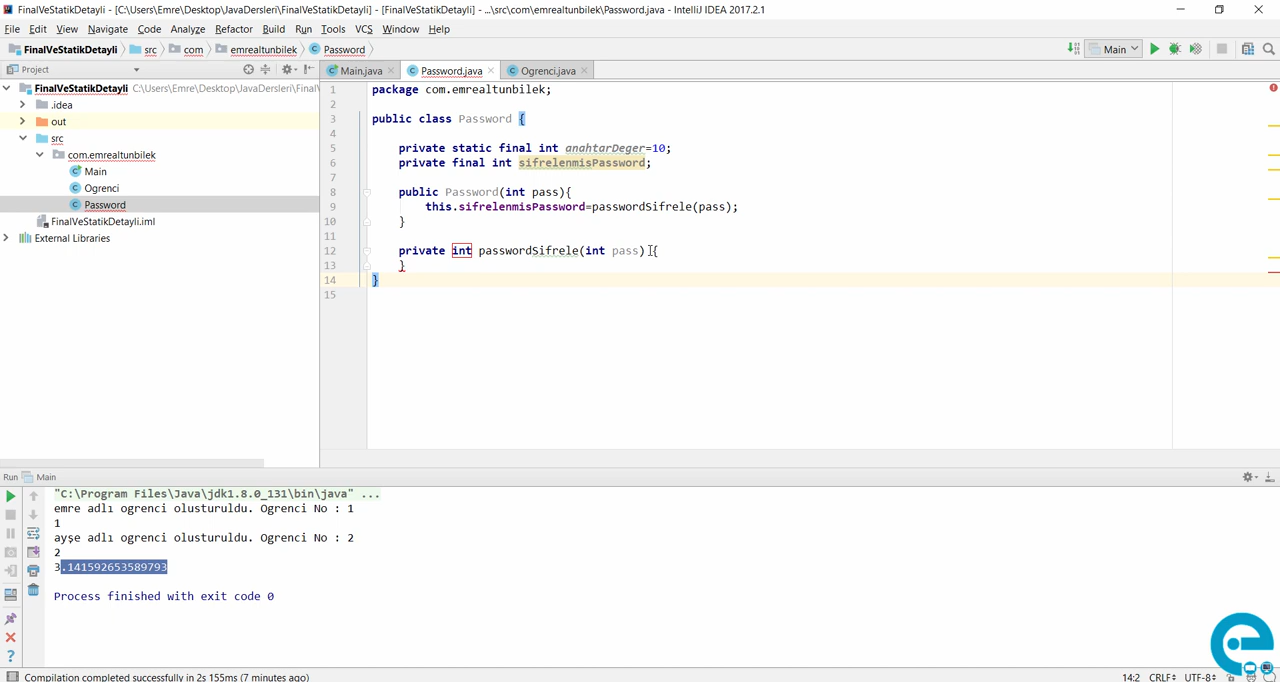 FinalVeStatikDetayli - [C:\Users\Emre\Desktop\JavaDersleri\FinalVeStatikDetayli] - [FinalVeStatikDetayli] - ...\src\com\emrealtunbilek\Password.java - IntelliJ IDEA 2017.2.1
File Edit View Navigate Code Analyze Refactor Build Run Tools VCS Window Help
FinalVeStatikDetayli src com emrealtunbilek Password Main
Project Main.java Password.java Ogrenci.java
FinalVeStatikDetayli C:\Users\Emre\Desktop\JavaDersleri\FinalV
.idea
out
src
com.emrealtunbilek
Main
Ogrenci
Password
FinalVeStatikDetayli.iml
External Libraries
1 package com.emrealtunbilek;
2
3 public class Password {
4
5 private static final int anahtarDeger=10;
6 private final int sifrelenmisPassword;
7
8 public Password(int pass){
9 this.sifrelenmisPassword=passwordSifrele(pass);
10 }
11
12 private int passwordSifrele(int pass) {
13 }
14 }
15
Run Main
"C:\Program Files\Java\jdk1.8.0_131\bin\java" ...
emre adlı ogrenci olusturuldu. Ogrenci No : 1
1
ayşe adlı ogrenci olusturuldu. Ogrenci No : 2
2
3.141592653589793
Process finished with exit code 0
Compilation completed successfully in 2s 155ms (7 minutes ago) 14:2 CRLF UTF-8